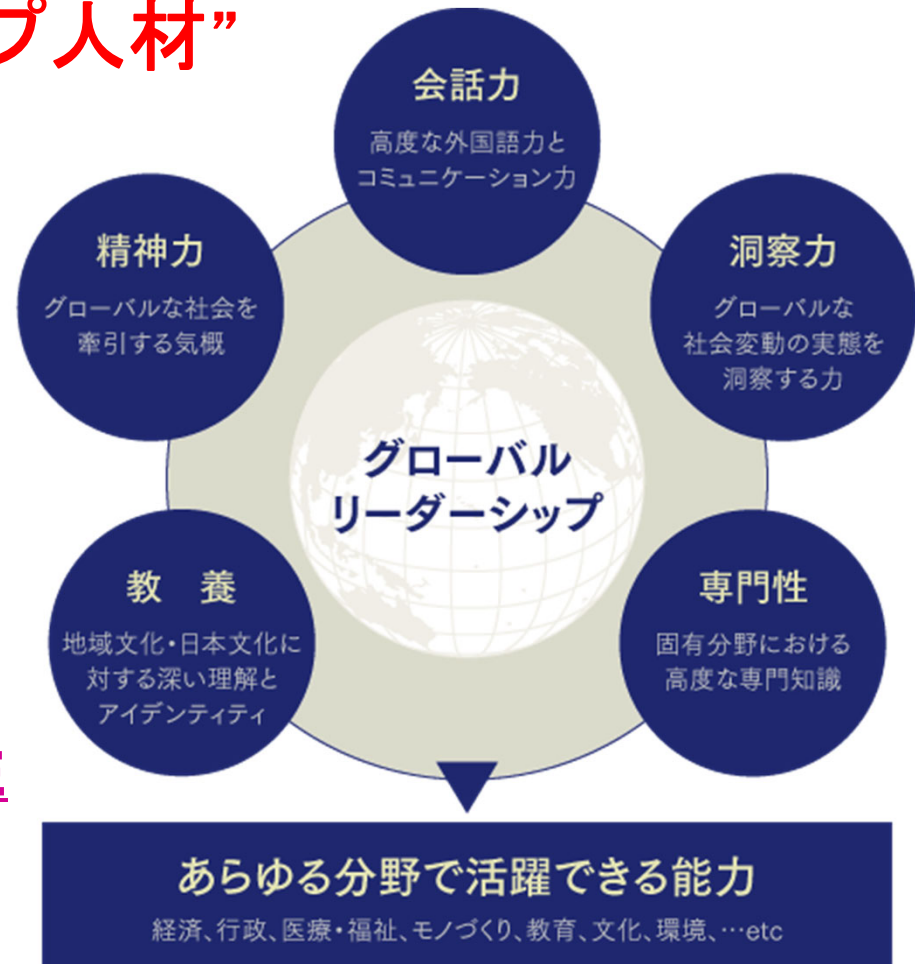 プ人材”
会話力
高度な外国語力と
コミュニケーション力
精神力
グローバルな社会を
牽引する気概
洞察力
グローバルな
社会変動の実態を
洞察する力
グローバル
リーダーシップ
教　養
地域文化・日本文化に
対する深い理解と
アイデンティティ
専門性
固有分野における
高度な専門知識
あらゆる分野で活躍できる能力
経済、行政、医療・福祉、モノづくり、教育、文化、環境、…etc